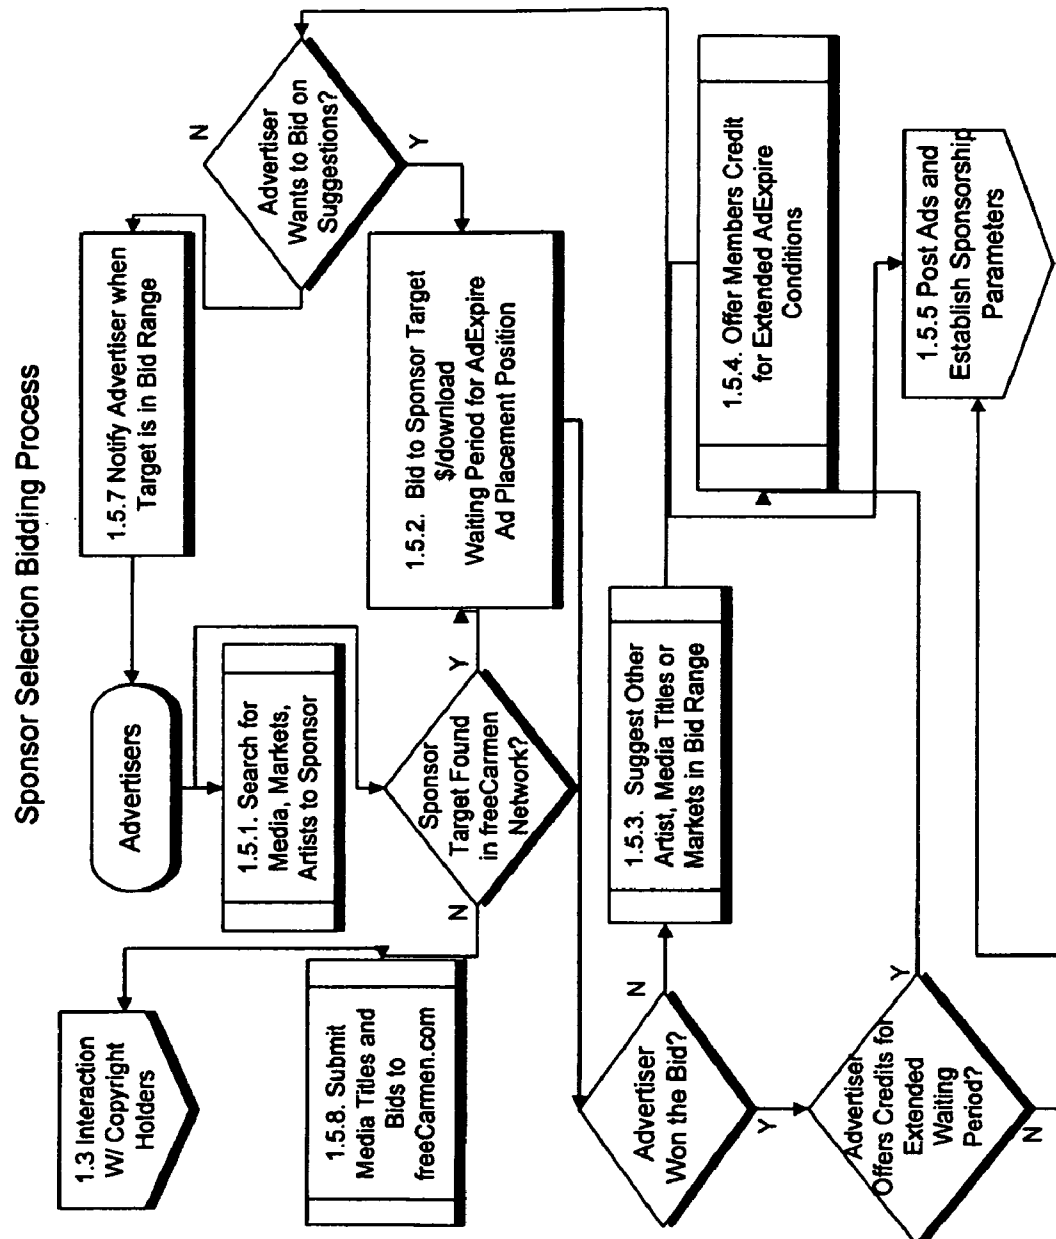 Sponsor Selection Bidding Process
1.3 Interaction
W/ Copyright
Holders
Advertisers
1.5.7 Notify Advertiser when
Target is in Bid Range
N
Advertiser
Wants to Bid on
Suggestions?
Y
1.5.1. Search for
Media, Markets,
Artists to Sponsor
1.5.8. Submit
Media Titles and
Bids to
freeCarmen.com
N
Sponsor
Target Found
in freeCarmen
Network?
Y
1.5.2. Bid to Sponsor Target
$/download
Waiting Period for AdExpire
Ad Placement Position
Advertiser
Won the Bid?
N
Y
1.5.3. Suggest Other
Artist, Media Titles or
Markets in Bid Range
1.5.4. Offer Members Credit
for Extended AdExpire
Conditions
Advertiser
Offers Credits for
Extended
Waiting
Period?
Y
N
1.5.5 Post Ads and
Establish Sponsorship
Parameters